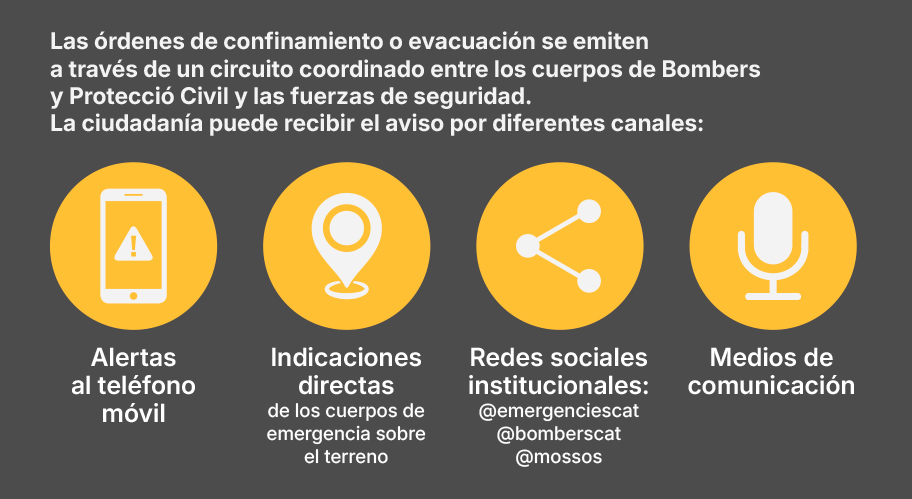 Las órdenes de confinamiento o evacuación se emiten
a través de un circuito coordinado entre los cuerpos de Bombers
y Protecció Civil y las fuerzas de seguridad.
La ciudadanía puede recibir el aviso por diferentes canales:
Alertas
al teléfono
móvil
Indicaciones
directas
de los cuerpos de
emergencia sobre
el terreno
Redes sociales
institucionales:
@emergenciescat
@bomberscat
@mossos
Medios de
comunicación